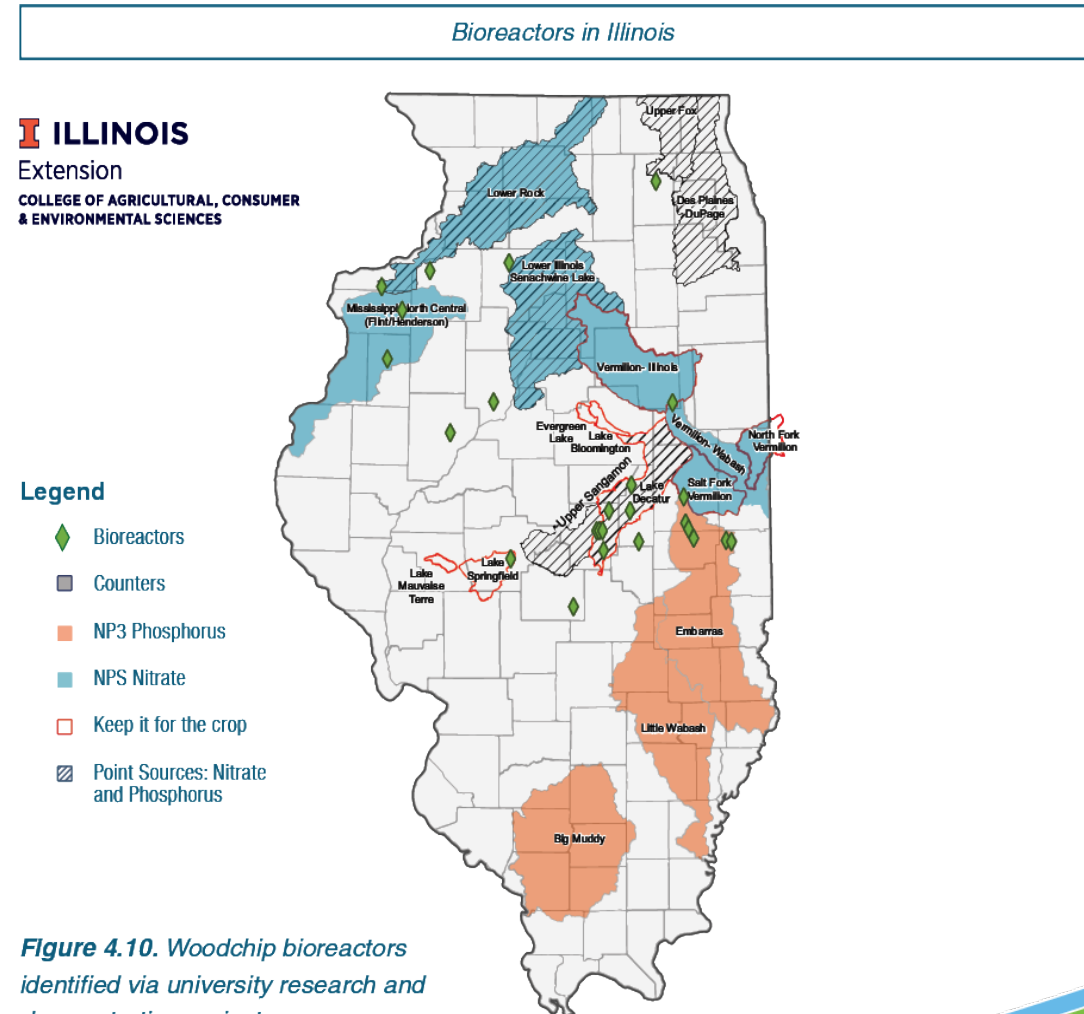 Bioreactors in Illinois
I ILLINOIS
Extension
COLLEGE OF AGRICULTURAL, CONSUMER
& ENVIRONMENTAL SCIENCES
Upper Fox
Lower Rock
Des Plaines
DuPage
Lower Illinois
Senachwine Lake
Mississippi North Central
(Flint/Henderson)
Vermilion- Illinois
Evergreen
Lake
Lake
Bloomington
Vermilion- Wabash
North Fork
Vermilion
Upper Sangamon
Lake
Decatur
Salt Fork
Vermilion
Lake
Springfield
Lake
Mauvaise
Terre
Embarras
Little Wabash
Big Muddy
Legend
Bioreactors
Counters
NP3 Phosphorus
NPS Nitrate
Keep it for the crop
Point Sources: Nitrate
and Phosphorus
Figure 4.10. Woodchip bioreactors
identified via university research and